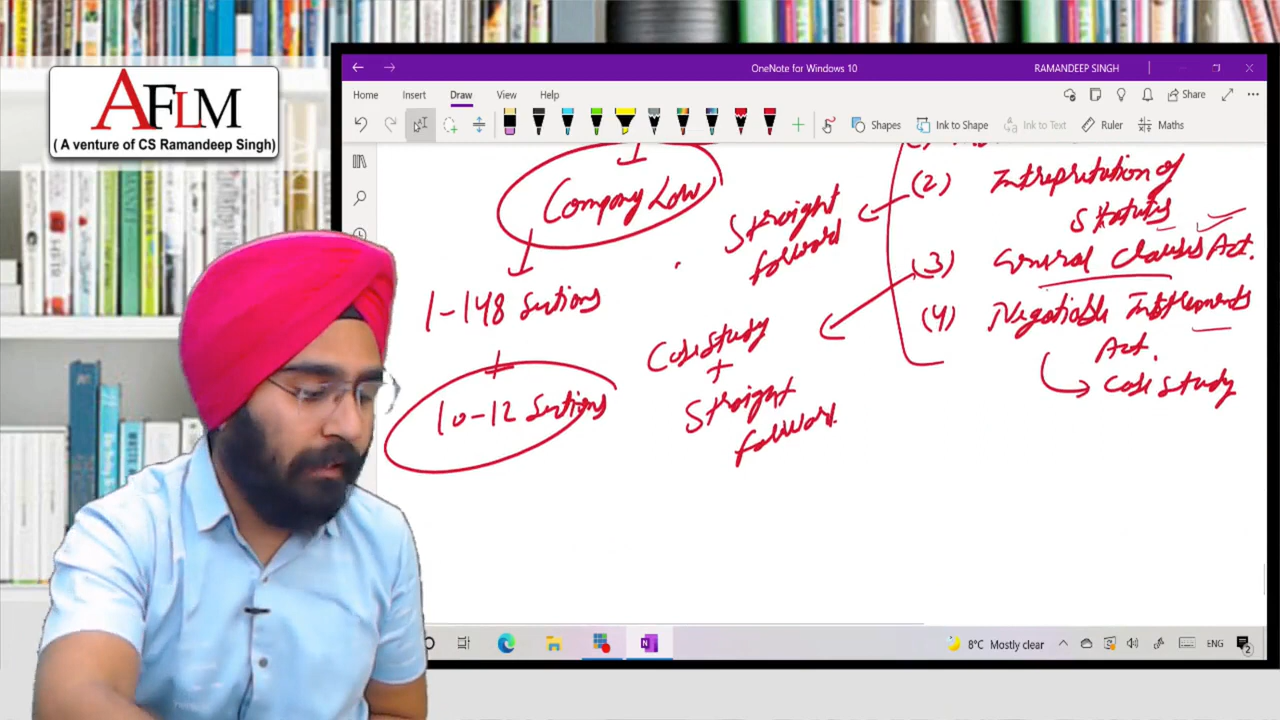 AFLM
( A venture of CS Ramandeep Singh)
OneNote for Windows 10
RAMANDEEP SINGH
Home
Insert
Draw
View
Help
Share
Shapes
Ink to Shape
Ink to Text
Ruler
Maths
Company Law
1-148 Sections
10-12 Sections
Straight
forward
Case study
+
Straight
forward.
(2) Intrepretation of
Statutes
(3) General Clauses Act.
(4) Negotiable Instruments
Act.
Case study
8°C Mostly clear
ENG
2